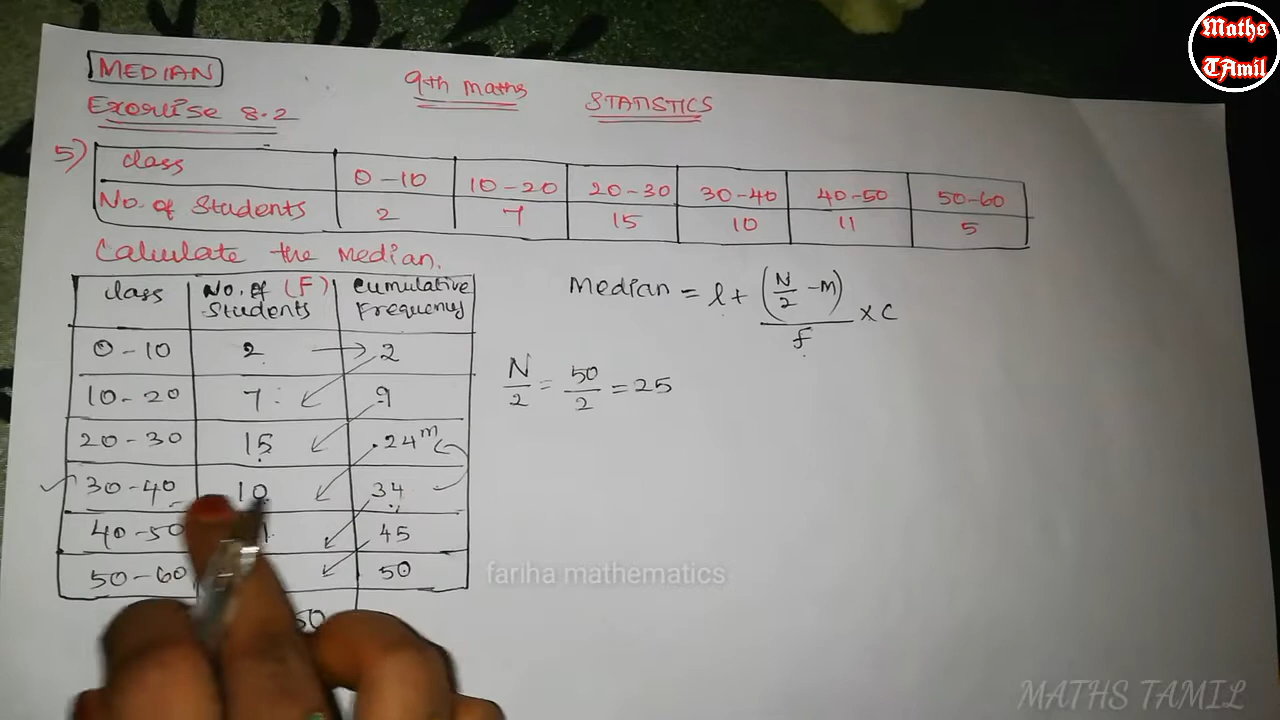 Maths
TAmil
MEDIAN
9th maths
STATISTICS
Exercise 8.2
5)
class 0-10 10-20 20-30 30-40 40-50 50-60
No. of Students 2 7 15 10 11 5
Calculate the Median.
class No. of (F) Students Cumulative Frequency
0-10 2 2
10-20 7 9
20-30 15 24 m
30-40 10 34
40-50 45
50-60 50
50
Median = l + (N/2 - M)/f × C
N/2 = 50/2 = 25
fariha mathematics
MATHS TAMIL